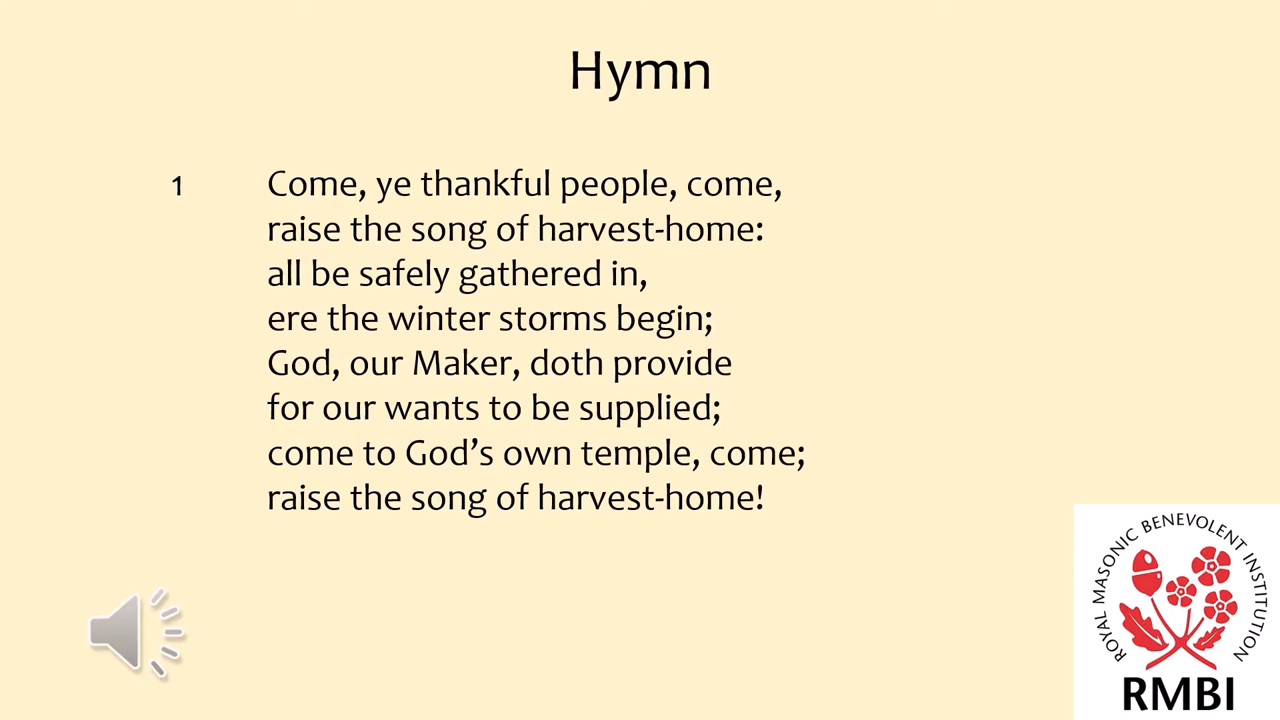 Hymn
1 Come, ye thankful people, come,
raise the song of harvest-home:
all be safely gathered in,
ere the winter storms begin;
God, our Maker, doth provide
for our wants to be supplied;
come to God’s own temple, come;
raise the song of harvest-home!
ROYAL MASONIC BENEVOLENT INSTITUTION
RMBI